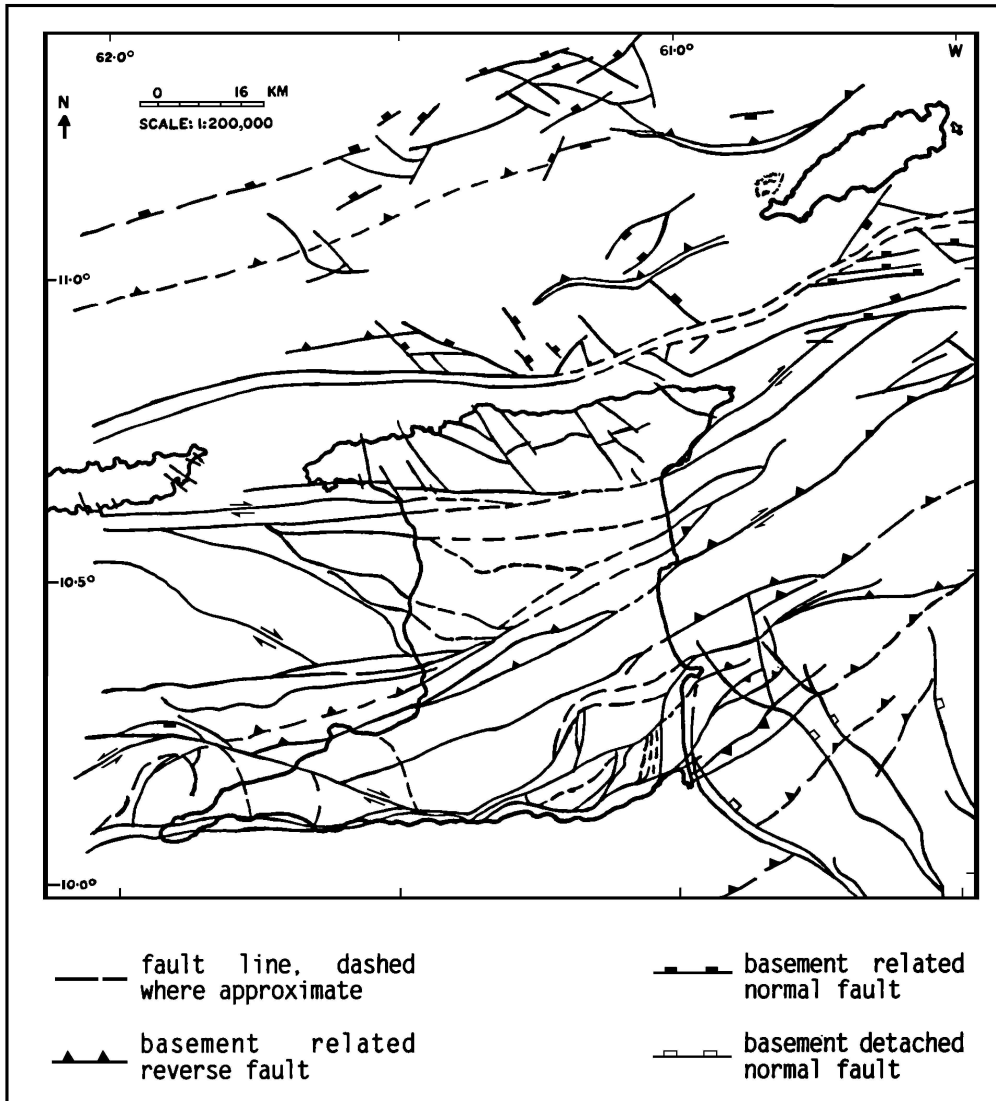 62·0°
61·0°
W
0 16 KM
SCALE: 1:200,000
N
11·0°
10·5°
10·0°
fault line, dashed
where approximate
basement related
reverse fault
basement related
normal fault
basement detached
normal fault